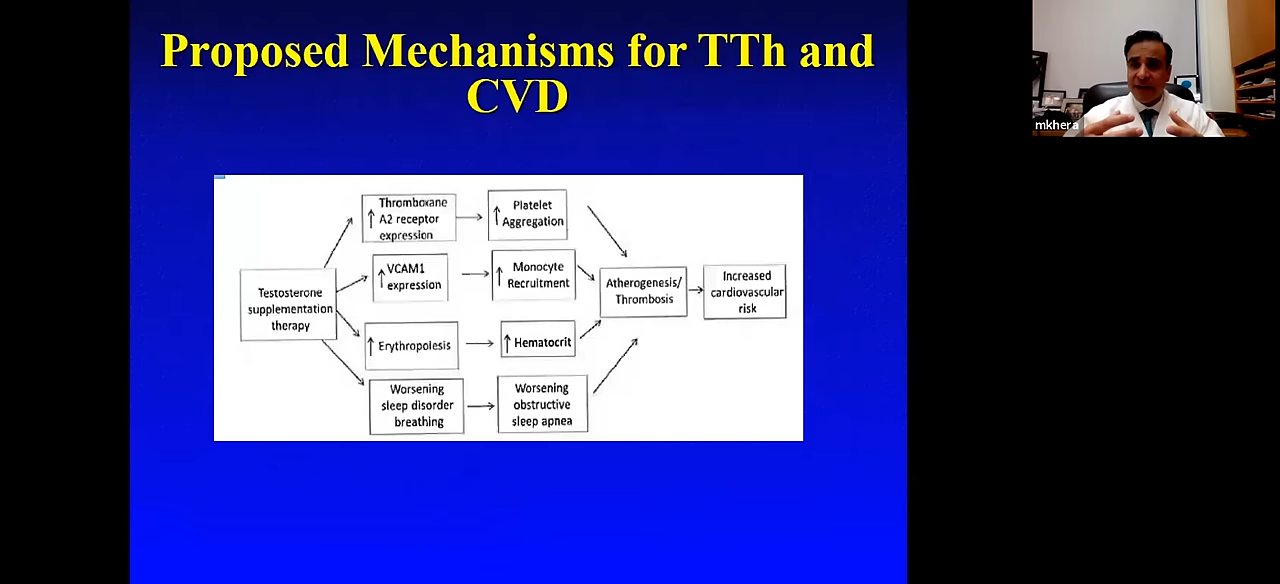 Proposed Mechanisms for TTh and
CVD
mkhera
Thromboxane
A2 receptor
expression
Platelet
Aggregation
VCAM1
expression
Monocyte
Recruitment
Testosterone
supplementation
therapy
Atherogenesis/
Thrombosis
Increased
cardiovascular
risk
Erythropolesis
Hematocrit
Worsening
sleep disorder
breathing
Worsening
obstructive
sleep apnea